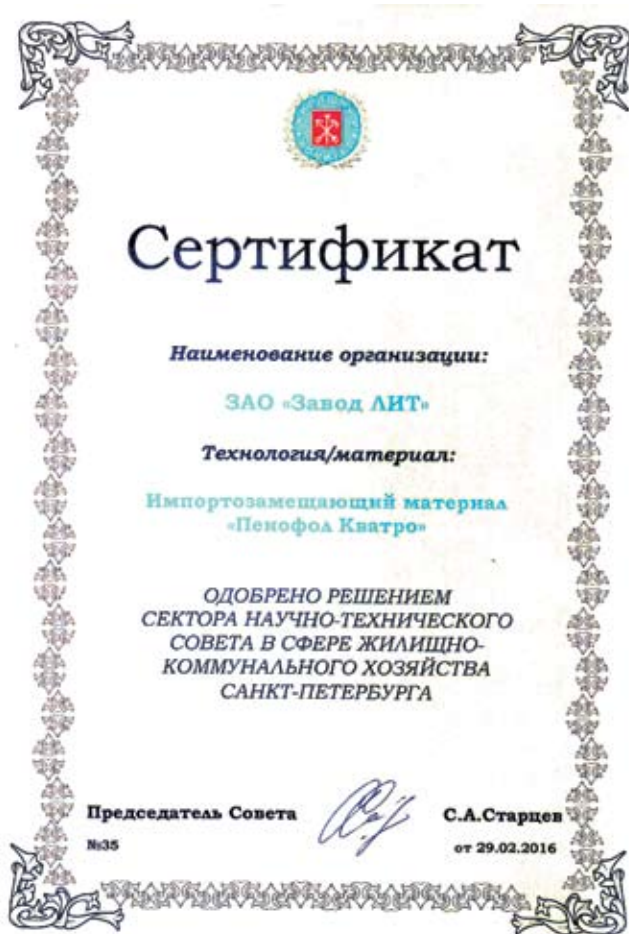 Сертификат
Наименование организации:
ЗАО «Завод ЛИТ»
Технология/материал:
Импортозамещающий материал
«Пенофол Кватро»
ОДОБРЕНО РЕШЕНИЕМ
СЕКТОРА НАУЧНО-ТЕХНИЧЕСКОГО
СОВЕТА В СФЕРЕ ЖИЛИЩНО-
КОММУНАЛЬНОГО ХОЗЯЙСТВА
САНКТ-ПЕТЕРБУРГА
Председатель Совета С.А.Старцев
№35 от 29.02.2016